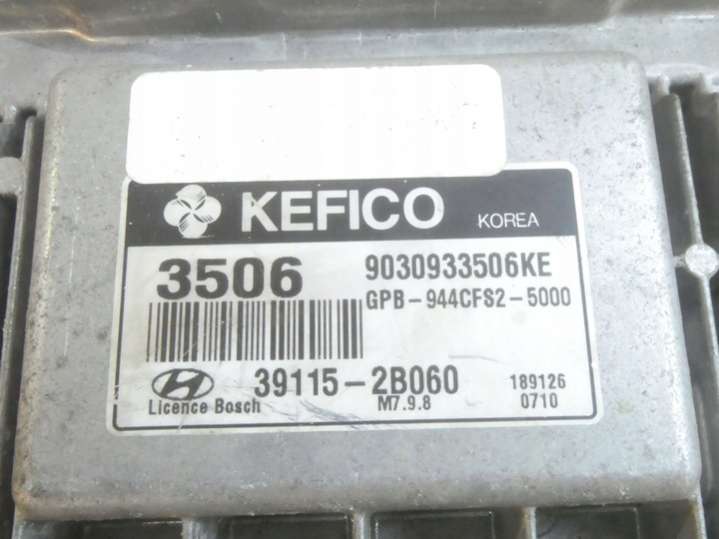 KEFICO KOREA
3506 9030933506KE
GPB-944CFS2-5000
39115-2B060 189126
Licence Bosch M7.9.8 0710